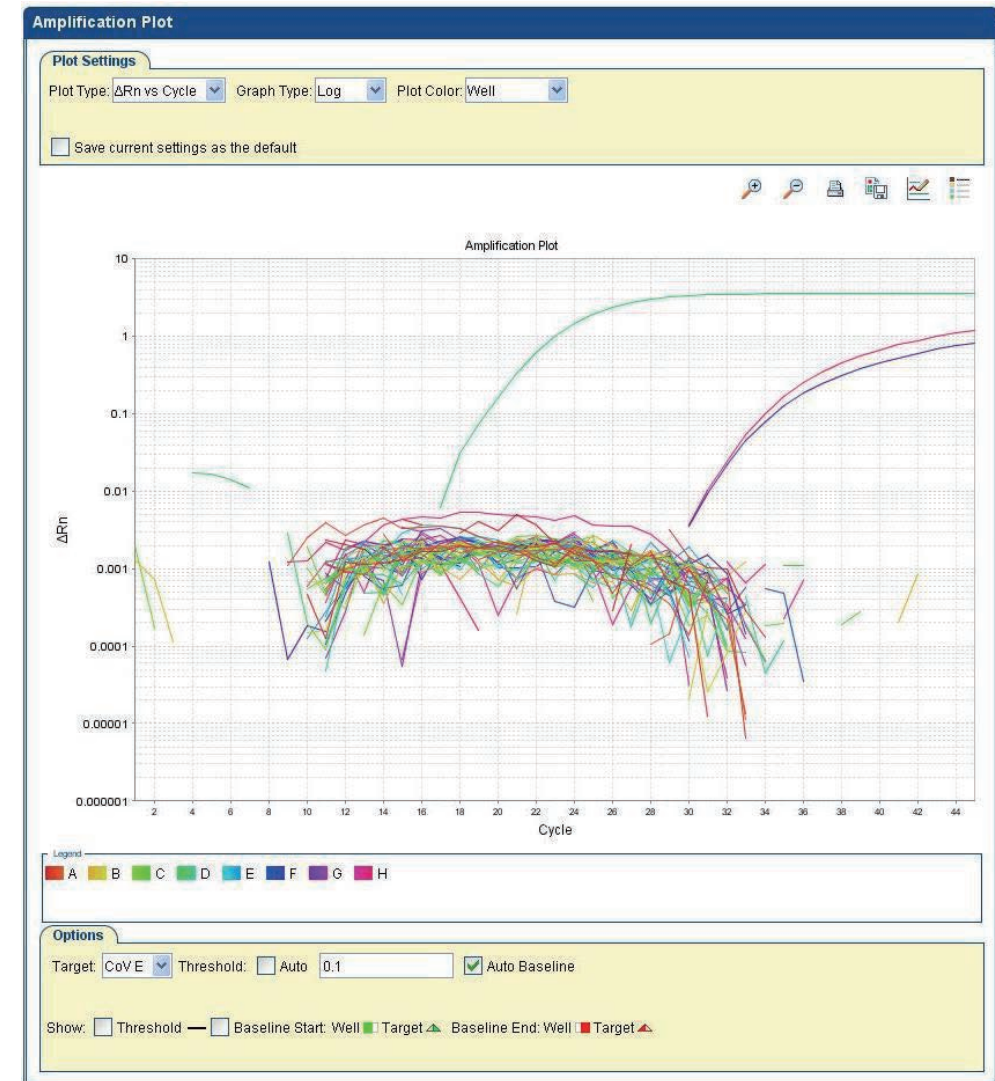 Amplification Plot
Plot Settings
Plot Type: ΔRn vs Cycle Graph Type: Log Plot Color: Well
Save current settings as the default
Amplification Plot
10
1
0.1
0.01
0.001
0.0001
0.00001
0.000001
ΔRn
2 4 6 8 10 12 14 16 18 20 22 24 26 28 30 32 34 36 38 40 42 44
Cycle
Legend
A B C D E F G H
Options
Target: CoV E Threshold: Auto 0.1 Auto Baseline
Show: Threshold Baseline Start: Well Target Baseline End: Well Target